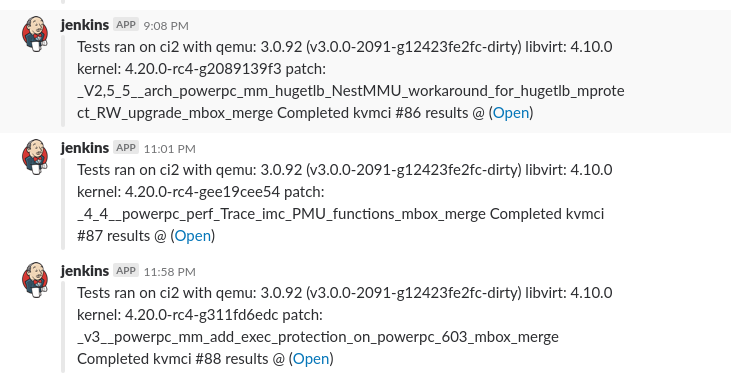 jenkins APP 9:08 PM
Tests ran on ci2 with qemu: 3.0.92 (v3.0.0-2091-g12423fe2fc-dirty) libvirt: 4.10.0
kernel: 4.20.0-rc4-g2089139f3 patch:
_V2,5_5__arch_powerpc_mm_hugetlb_NestMMU_workaround_for_hugetlb_mprote
ct_RW_upgrade_mbox_merge Completed kvmci #86 results @ (Open)
jenkins APP 11:01 PM
Tests ran on ci2 with qemu: 3.0.92 (v3.0.0-2091-g12423fe2fc-dirty) libvirt: 4.10.0
kernel: 4.20.0-rc4-gee19cee54 patch:
_4_4__powerpc_perf_Trace_imc_PMU_functions_mbox_merge Completed kvmci
#87 results @ (Open)
jenkins APP 11:58 PM
Tests ran on ci2 with qemu: 3.0.92 (v3.0.0-2091-g12423fe2fc-dirty) libvirt: 4.10.0
kernel: 4.20.0-rc4-g311fd6edc patch:
_v3__powerpc_mm_add_exec_protection_on_powerpc_603_mbox_merge
Completed kvmci #88 results @ (Open)